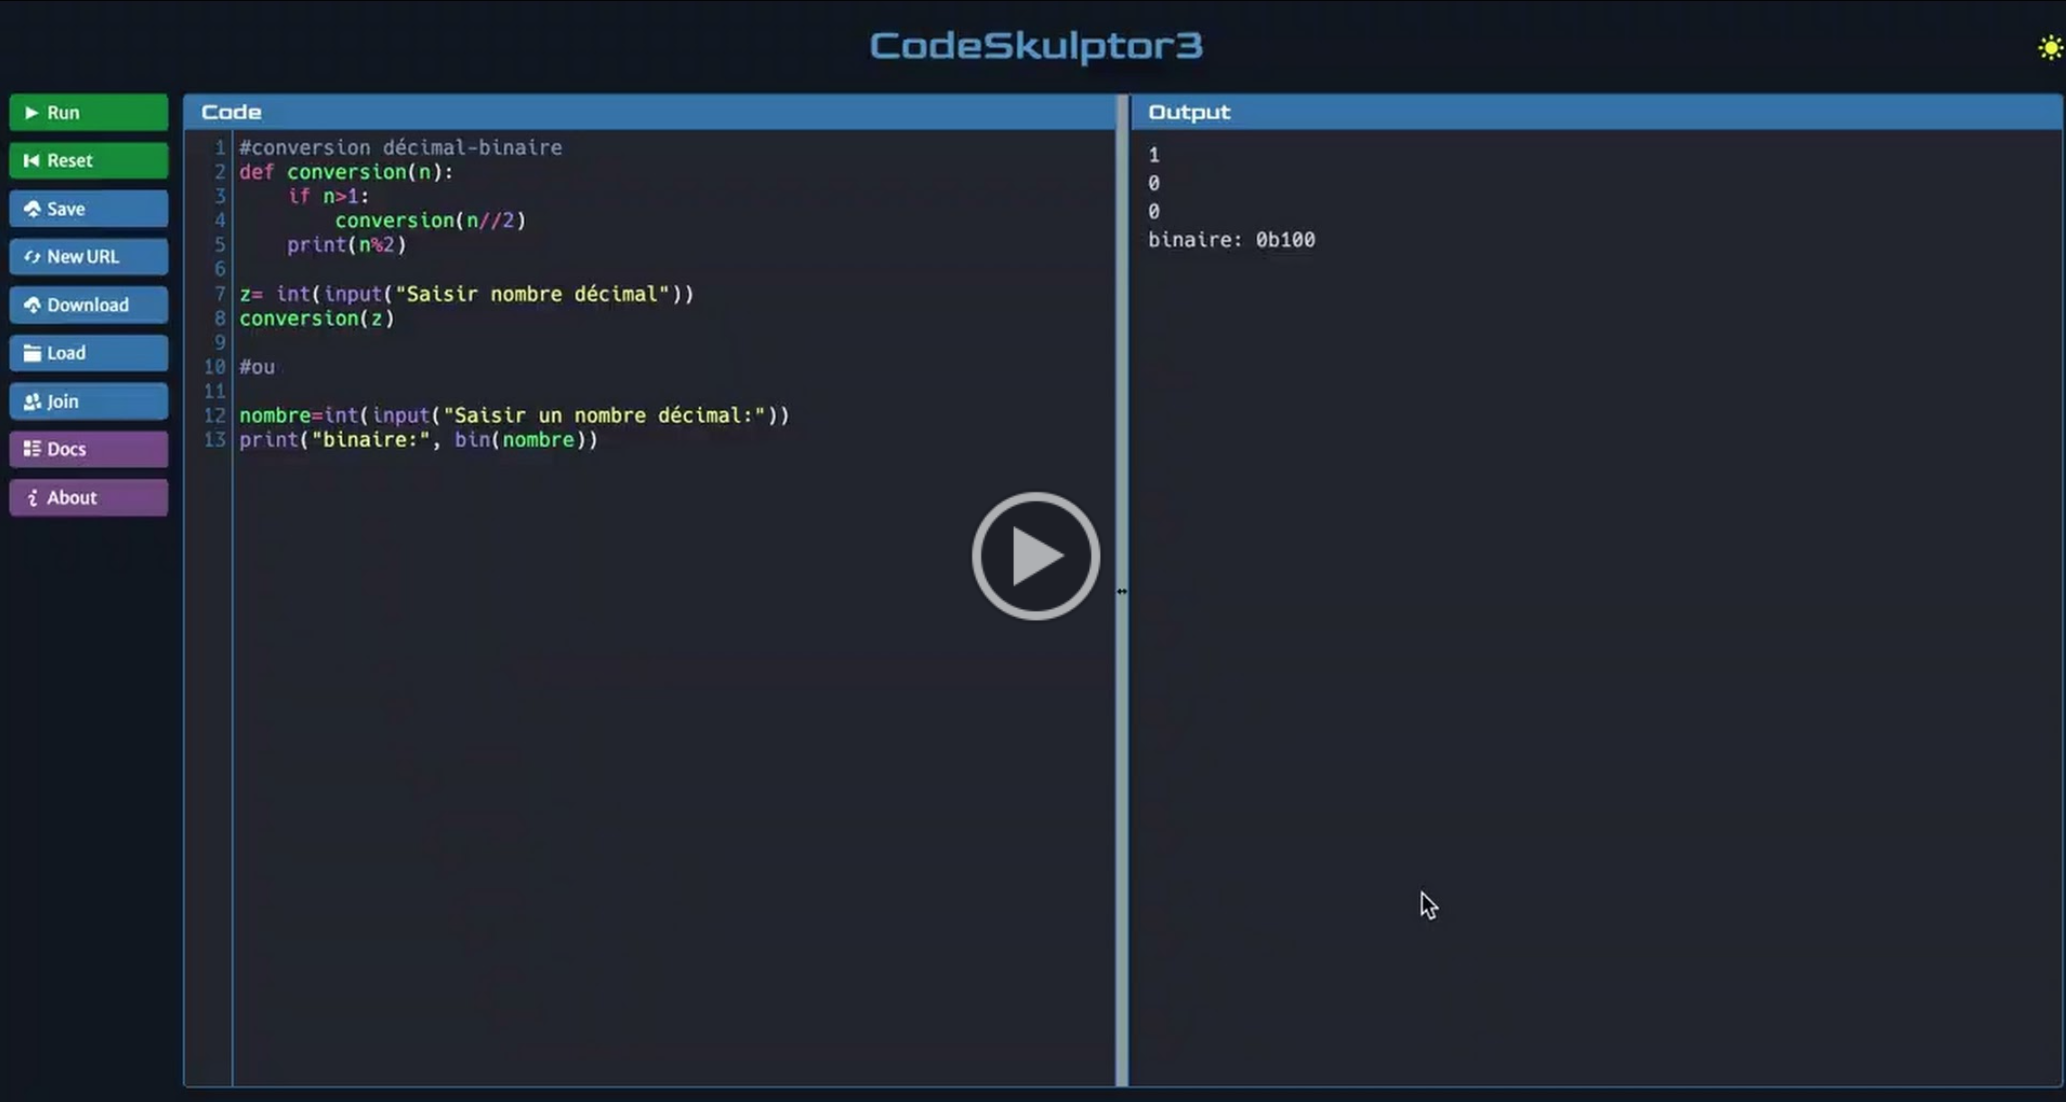 CodeSkulptor3
Run
Reset
Save
New URL
Download
Load
Join
Docs
About
Code
1 #conversion décimal-binaire
2 def conversion(n):
3     if n>1:
4         conversion(n//2)
5     print(n%2)
6
7 z= int(input("Saisir nombre décimal"))
8 conversion(z)
9
10 #ou
11
12 nombre=int(input("Saisir un nombre décimal:"))
13 print("binaire:", bin(nombre))
Output
1
0
0
binaire: 0b100